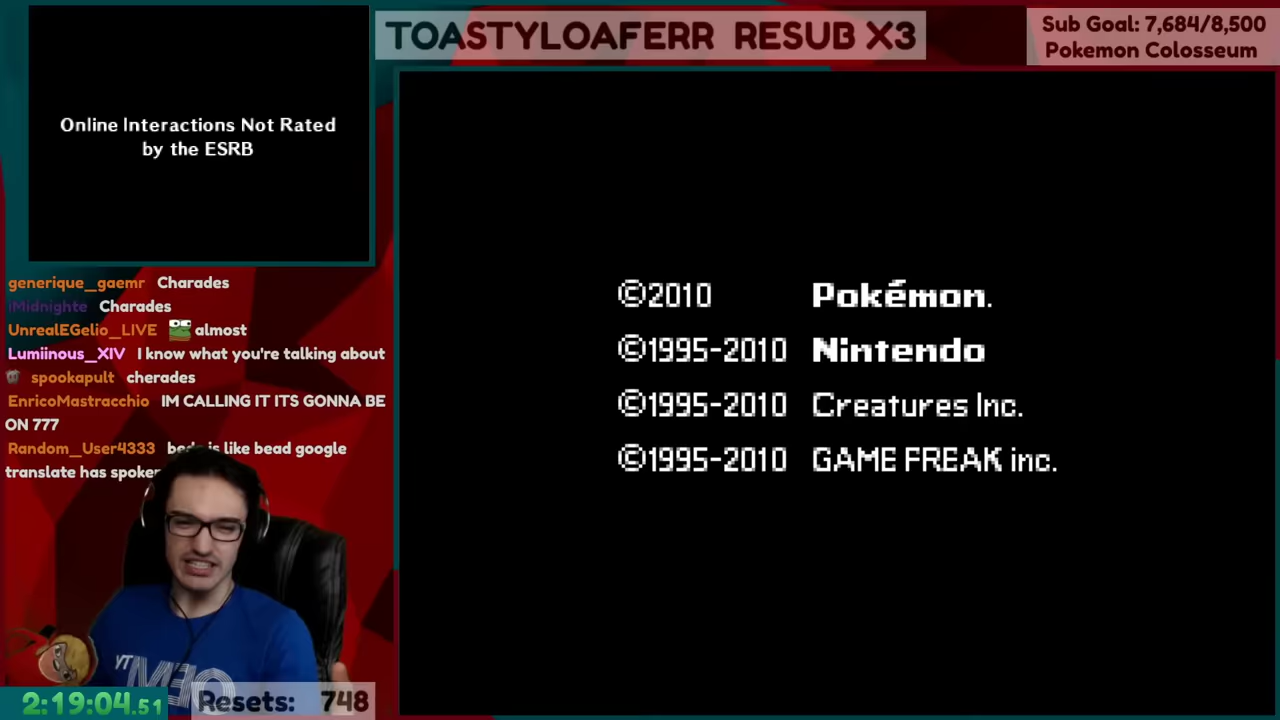 TOASTYLOAFERR RESUB X3
Sub Goal: 7,684/8,500
Pokemon Colosseum
Online Interactions Not Rated
by the ESRB
generique_gaemr Charades
iMidnighte Charades
UnrealEGelio_LIVE almost
Lumiinous_XIV I know what you're talking about
spookapult cherades
EnricoMastracchio IM CALLING IT ITS GONNA BE
ON 777
Random_User4333 is like bead google
translate has spoken
©2010 Pokémon.
©1995-2010 Nintendo
©1995-2010 Creatures Inc.
©1995-2010 GAME FREAK inc.
2:19:04.51
Resets: 748